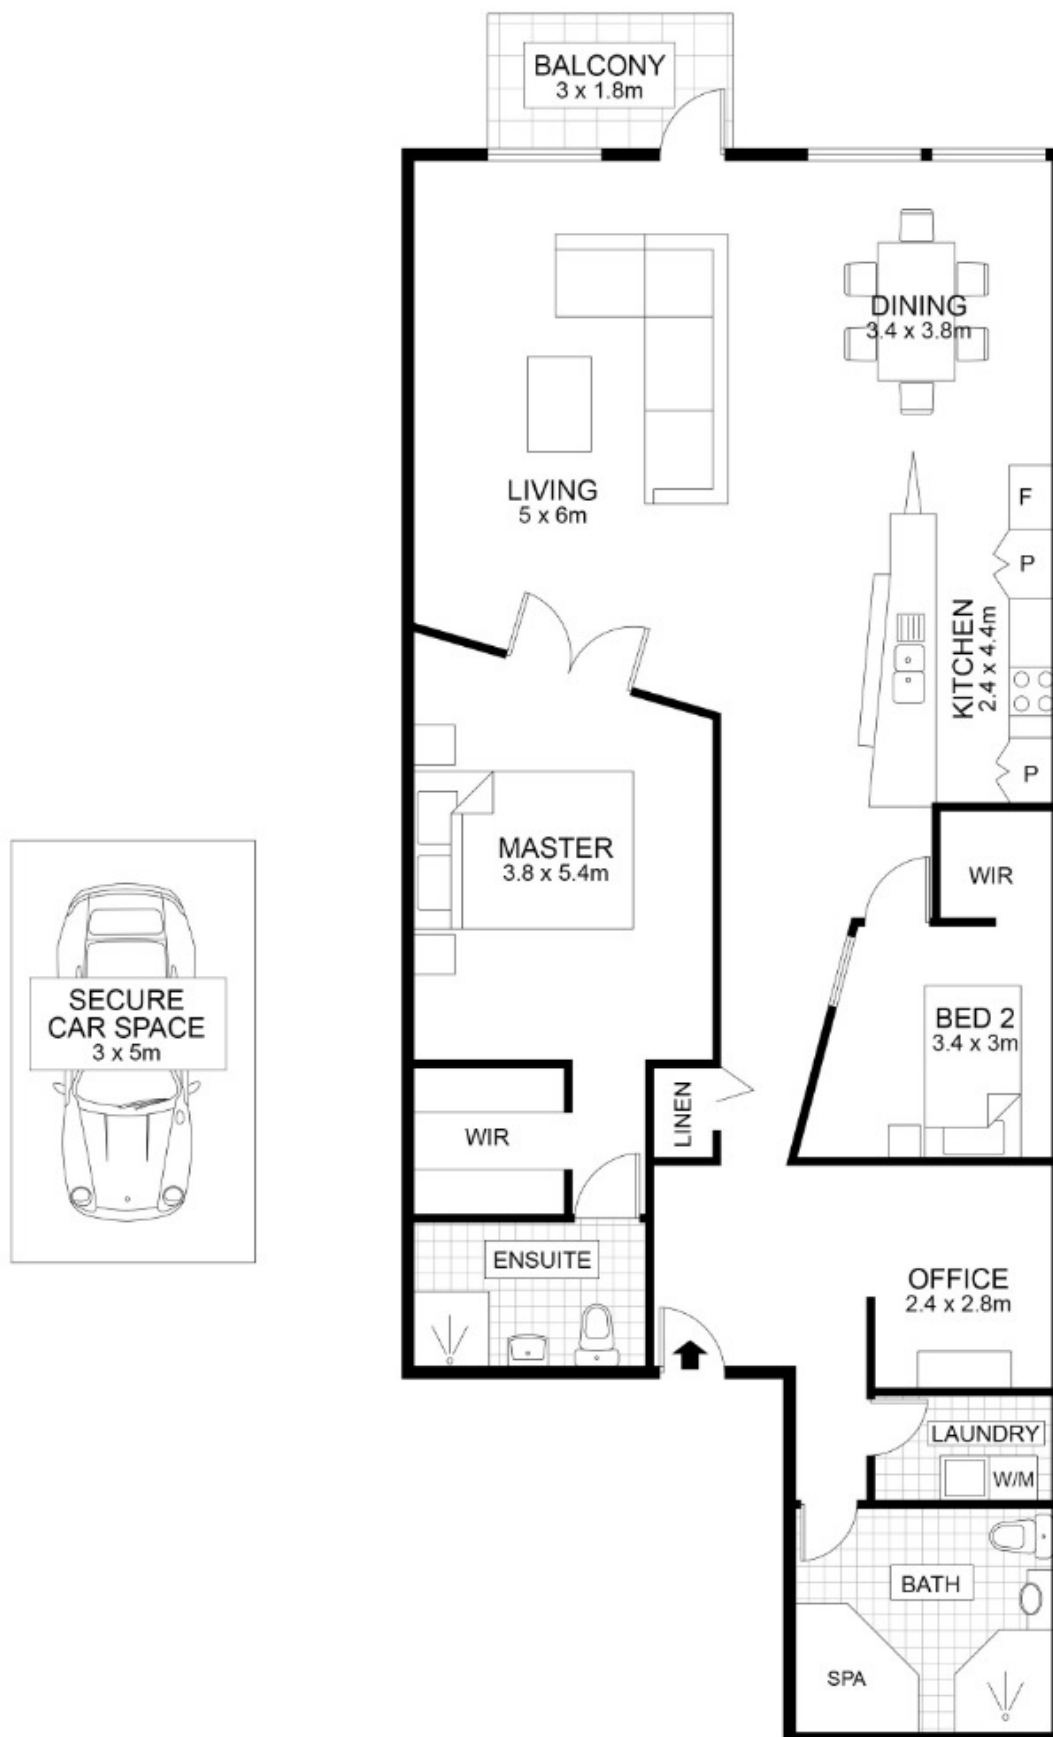 BALCONY
3 x 1.8m
DINING
3.4 x 3.8m
LIVING
5 x 6m
F
P
KITCHEN
2.4 x 4.4m
P
MASTER
3.8 x 5.4m
WIR
SECURE
CAR SPACE
3 x 5m
BED 2
3.4 x 3m
LINEN
WIR
ENSUITE
OFFICE
2.4 x 2.8m
LAUNDRY
W/M
BATH
SPA